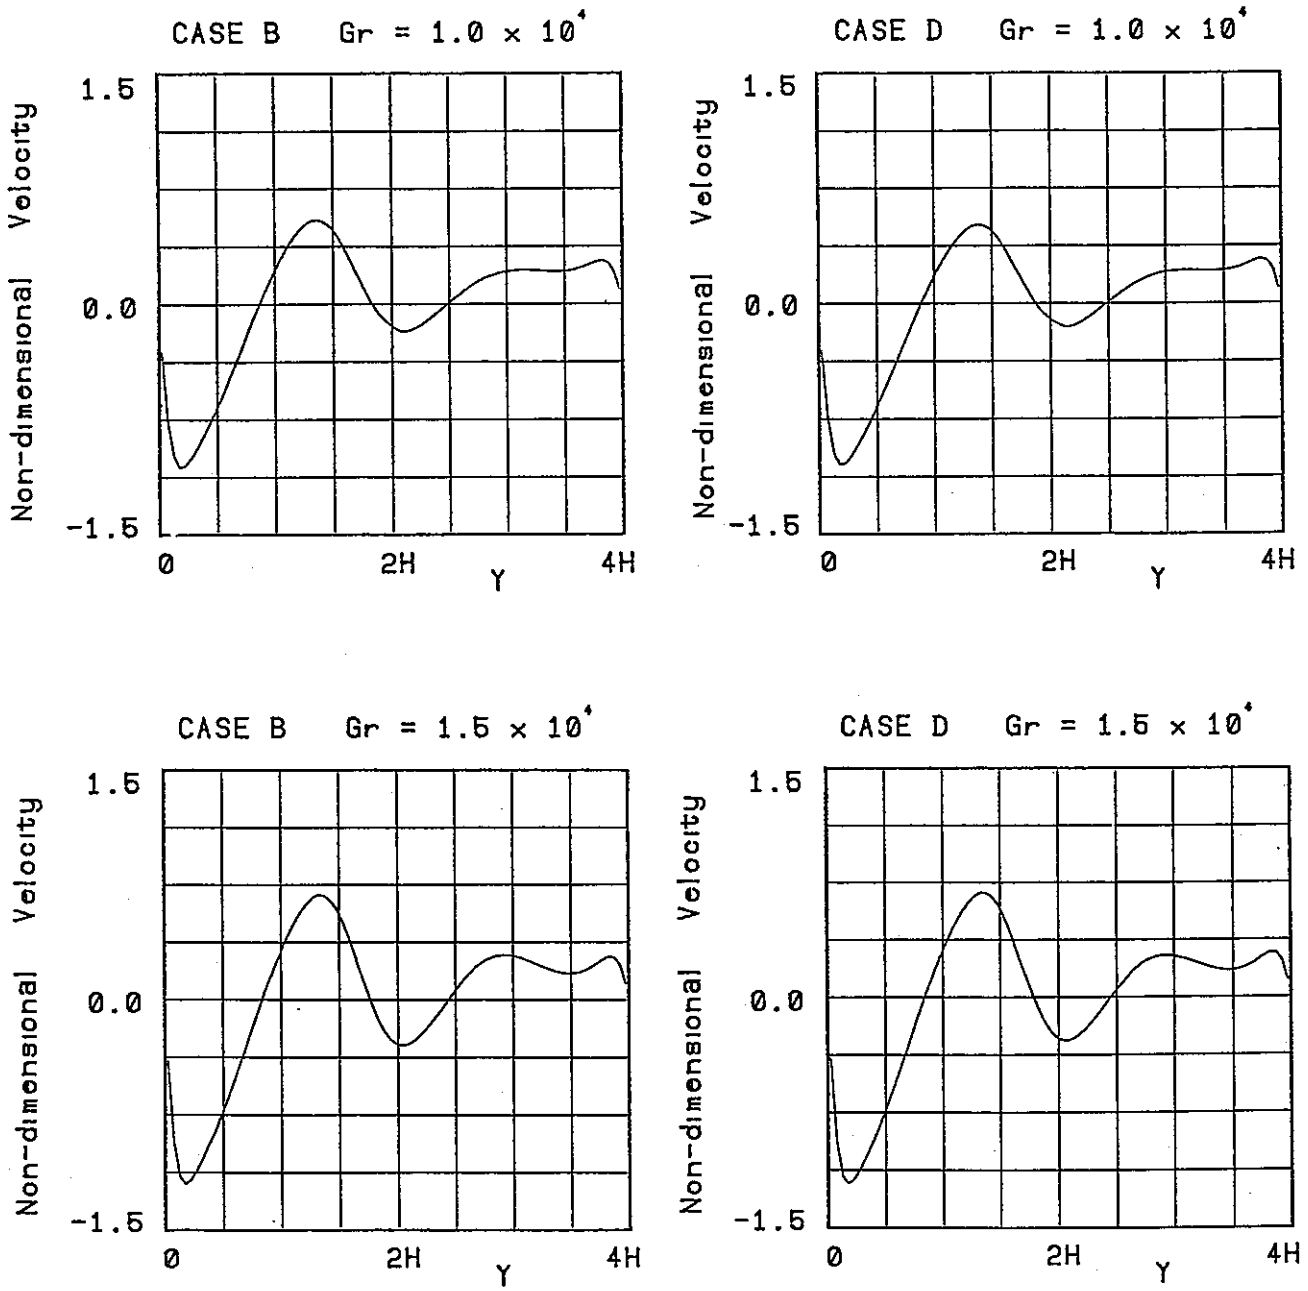 CASE B Gr = 1.0 × 10⁴
1.5
0.0
-1.5
Non-dimensional Velocity
0 2H 4H
Y
CASE D Gr = 1.0 × 10⁴
1.5
0.0
-1.5
Non-dimensional Velocity
0 2H 4H
Y
CASE B Gr = 1.5 × 10⁴
1.5
0.0
-1.5
Non-dimensional Velocity
0 2H 4H
Y
CASE D Gr = 1.5 × 10⁴
1.5
0.0
-1.5
Non-dimensional Velocity
0 2H 4H
Y